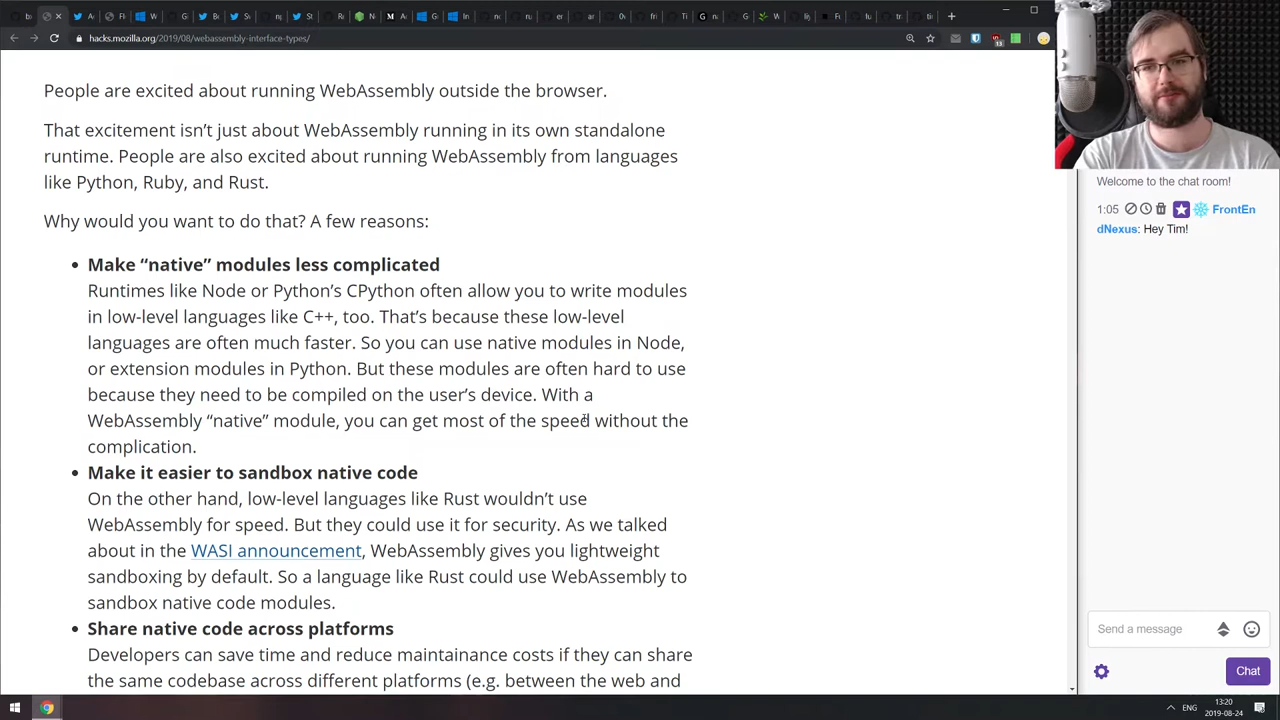 hacks.mozilla.org/2019/08/webassembly-interface-types/
People are excited about running WebAssembly outside the browser.
That excitement isn't just about WebAssembly running in its own standalone
runtime. People are also excited about running WebAssembly from languages
like Python, Ruby, and Rust.
Why would you want to do that? A few reasons:
Make “native” modules less complicated
Runtimes like Node or Python's CPython often allow you to write modules
in low-level languages like C++, too. That's because these low-level
languages are often much faster. So you can use native modules in Node,
or extension modules in Python. But these modules are often hard to use
because they need to be compiled on the user's device. With a
WebAssembly “native” module, you can get most of the speed without the
complication.
Make it easier to sandbox native code
On the other hand, low-level languages like Rust wouldn't use
WebAssembly for speed. But they could use it for security. As we talked
about in the WASI announcement, WebAssembly gives you lightweight
sandboxing by default. So a language like Rust could use WebAssembly to
sandbox native code modules.
Share native code across platforms
Developers can save time and reduce maintainance costs if they can share
the same codebase across different platforms (e.g. between the web and
Welcome to the chat room!
1:05 FrontEn
dNexus: Hey Tim!
Send a message
Chat
ENG
13:20
2019-08-24